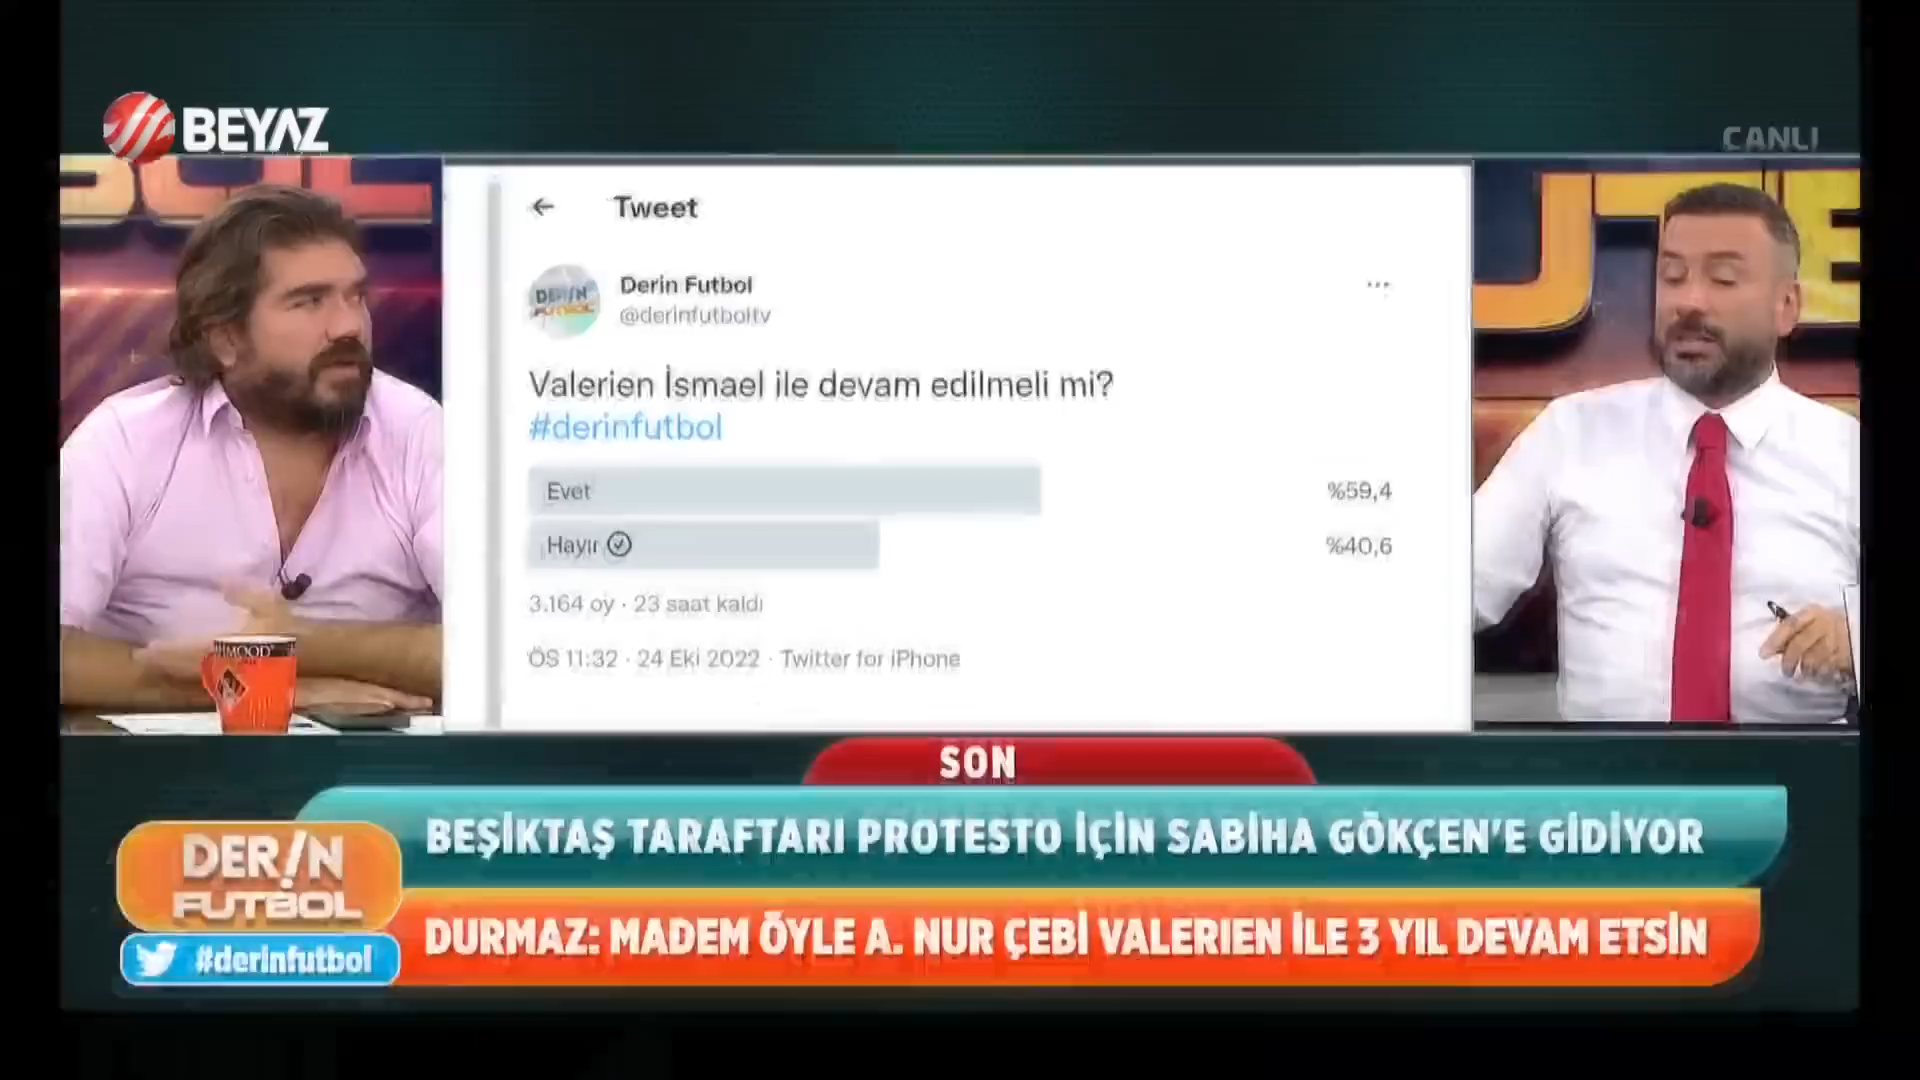 BEYAZ
CANLI
Tweet
DERİN
FUTBOL
Derin Futbol
@derinfutboltv
Valerien İsmael ile devam edilmeli mi?
#derinfutbol
Evet %59,4
Hayır %40,6
3.164 oy · 23 saat kaldı
ÖS 11:32 · 24 Eki 2022 · Twitter for iPhone
SON
BEŞİKTAŞ TARAFTARI PROTESTO İÇİN SABİHA GÖKÇEN'E GİDİYOR
DERİN
FUTBOL
DURMAZ: MADEM ÖYLE A. NUR ÇEBİ VALERIEN İLE 3 YIL DEVAM ETSİN
#derinfutbol